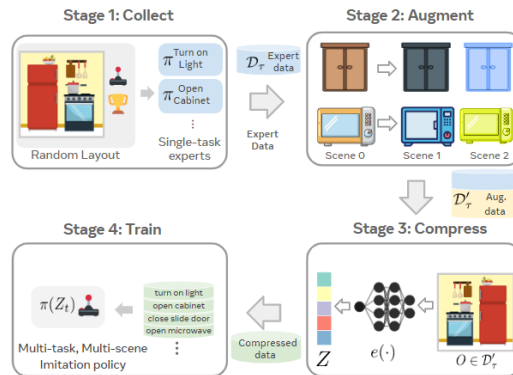 Stage 1: Collect
π Turn on
Light
π Open
Cabinet
⋮
Random Layout
Single-task
experts
𝒟τ Expert
data
Expert
Data
Stage 2: Augment
Scene 0
Scene 1
Scene 2
𝒟′τ Aug.
data
Stage 4: Train
π(Zt)
turn on light
open cabinet
close slide door
open microwave
⋮
Multi-task, Multi-scene
Imitation policy
Compressed
data
Stage 3: Compress
Z
e(·)
O ∈ 𝒟′τ